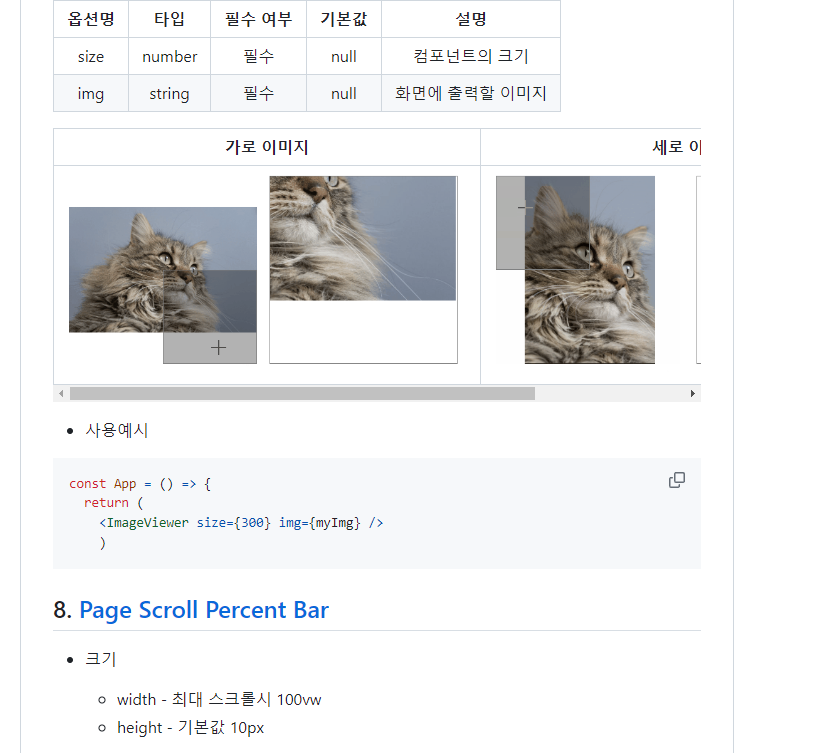 옵션명 타입 필수 여부 기본값 설명
size number 필수 null 컴포넌트의 크기
img string 필수 null 화면에 출력할 이미지
가로 이미지 세로 이
사용예시
const App = () => {
return (
<ImageViewer size={300} img={myImg} />
)
8. Page Scroll Percent Bar
크기
width - 최대 스크롤시 100vw
height - 기본값 10px